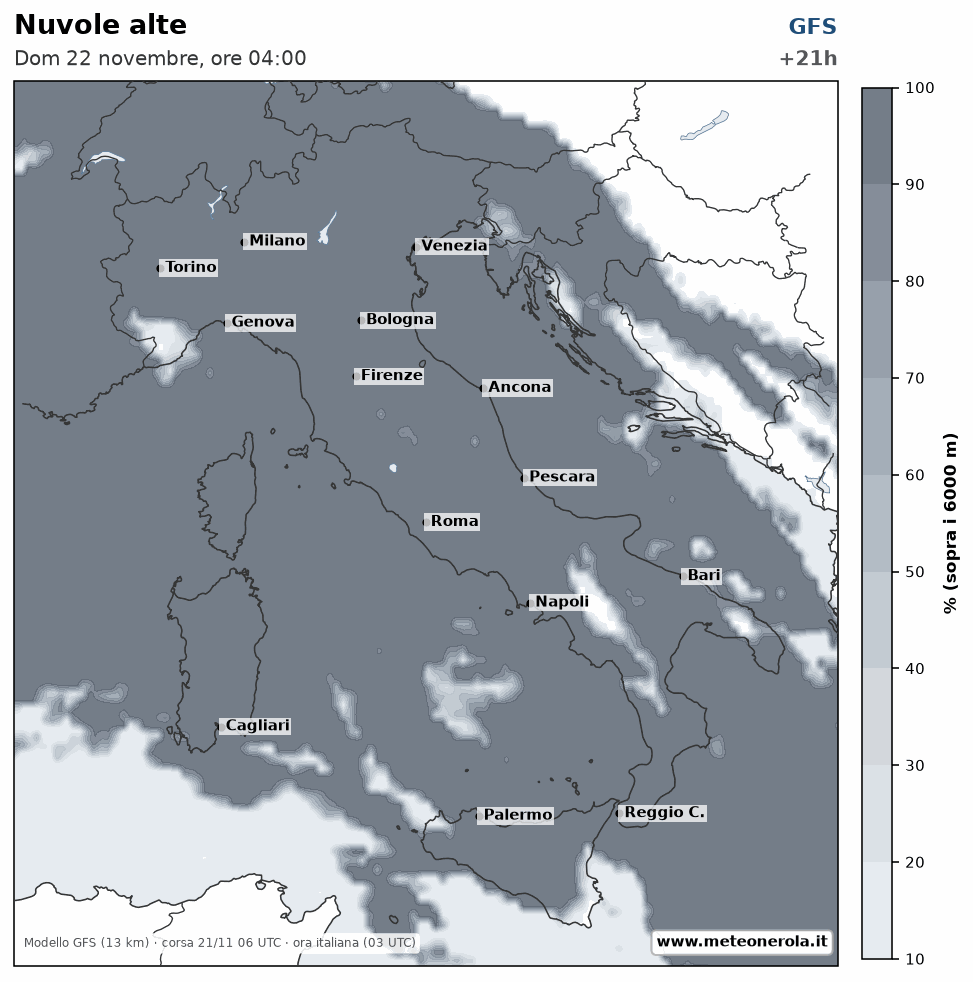 Nuvole alte
GFS
Dom 22 novembre, ore 04:00
+21h
100
90
80
70
60
50
40
30
20
10
% (sopra i 6000 m)
Milano
Venezia
Torino
Genova
Bologna
Firenze
Ancona
Pescara
Roma
Bari
Napoli
Cagliari
Palermo
Reggio C.
Modello GFS (13 km) · corsa 21/11 06 UTC · ora italiana (03 UTC)
www.meteonerola.it